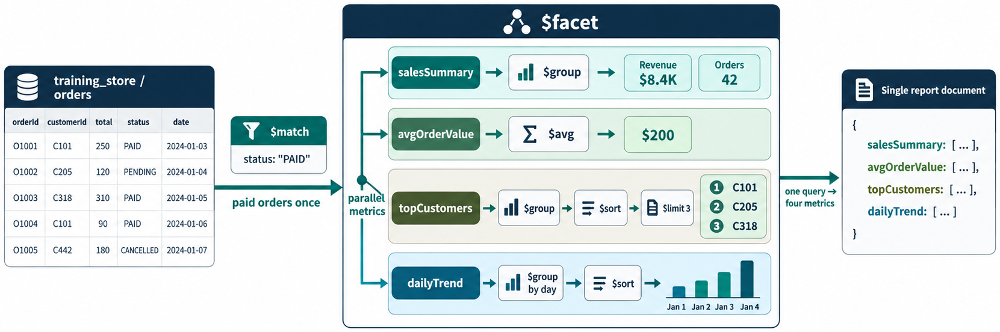 training_store /
orders
orderId customerId total status date
O1001 C101 250 PAID 2024-01-03
O1002 C205 120 PENDING 2024-01-04
O1003 C318 310 PAID 2024-01-05
O1004 C101 90 PAID 2024-01-06
O1005 C442 180 CANCELLED 2024-01-07
$match
status: "PAID"
paid orders once
$facet
parallel
metrics
salesSummary
$group
Revenue
$8.4K
Orders
42
avgOrderValue
Σ $avg
$200
topCustomers
$group
$sort
$limit 3
1 C101
2 C205
3 C318
dailyTrend
$group
by day
$sort
Jan 1 Jan 2 Jan 3 Jan 4
one query →
four metrics
Single report document
{
salesSummary: [ ... ],
avgOrderValue: [ ... ],
topCustomers: [ ... ],
dailyTrend: [ ... ]
}